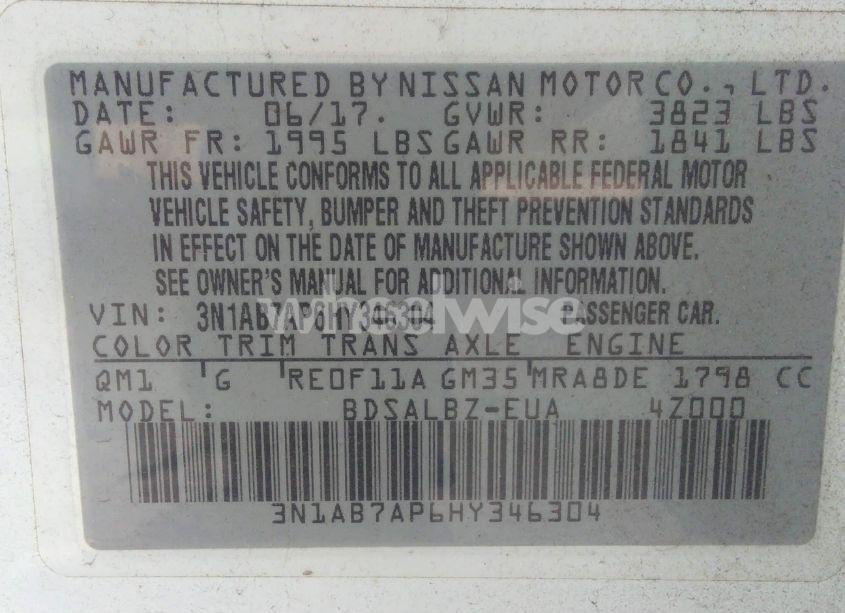 MANUFACTURED BY NISSAN MOTOR CO., LTD.
DATE: 06/17. GVWR: 3823 LBS
GAWR FR: 1995 LBS GAWR RR: 1841 LBS
THIS VEHICLE CONFORMS TO ALL APPLICABLE FEDERAL MOTOR
VEHICLE SAFETY, BUMPER AND THEFT PREVENTION STANDARDS
IN EFFECT ON THE DATE OF MANUFACTURE SHOWN ABOVE.
SEE OWNER'S MANUAL FOR ADDITIONAL INFORMATION.
wheelwise
VIN: 3N1AB7AP6HY346304 PASSENGER CAR.
COLOR TRIM TRANS AXLE ENGINE
QM1 'G 'RE0F11A GM35 'MRA8DE 1798 CC
MODEL: BDSALBZ-EUA 4Z000
3N1AB7AP6HY346304